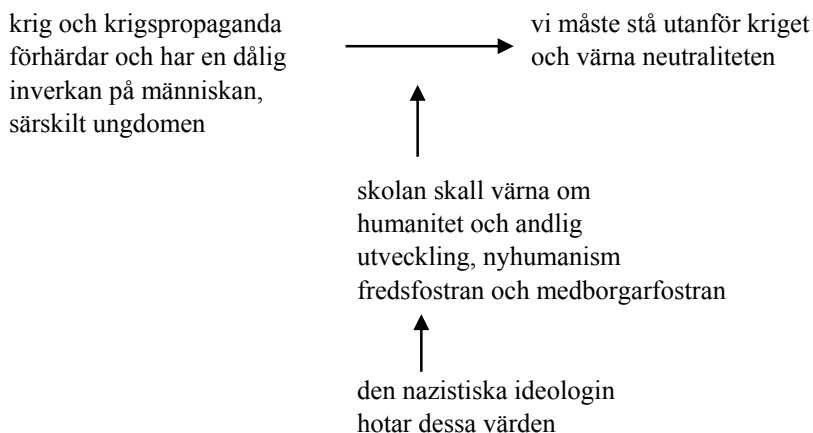 krig och krigspropaganda
förhärdar och har en dålig
inverkan på människan,
särskilt ungdomen
vi måste stå utanför kriget
och värna neutraliteten
skolan skall värna om
humanitet och andlig
utveckling, nyhumanism
fredsfostran och medborgarfostran
den nazistiska ideologin
hotar dessa värden